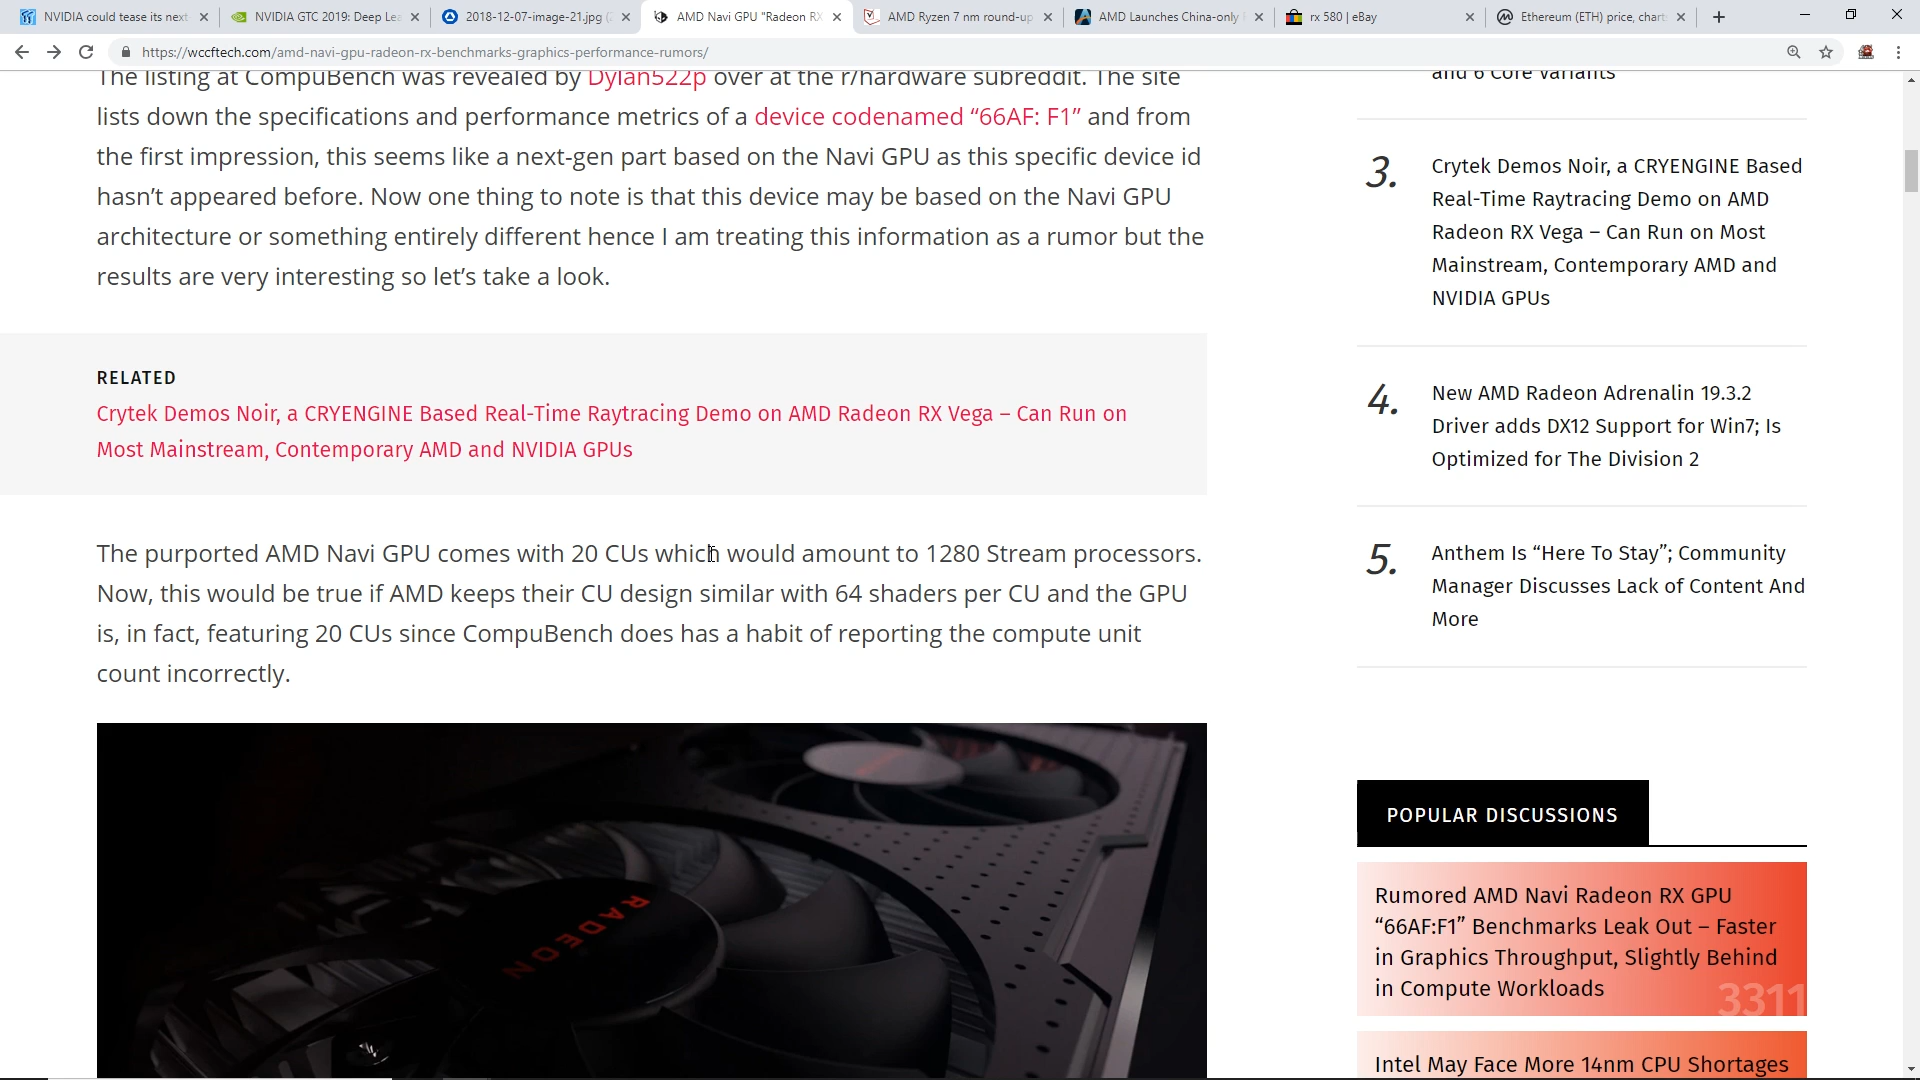 NVIDIA could tease its next
NVIDIA GTC 2019: Deep Le
2018-12-07-image-21.jpg (
AMD Navi GPU "Radeon RX
AMD Ryzen 7 nm round-up
AMD Launches China-only
rx 580 | eBay
Ethereum (ETH) price, chart
https://wccftech.com/amd-navi-gpu-radeon-rx-benchmarks-graphics-performance-rumors/
The listing at CompuBench was revealed by Dylan522p over at the r/hardware subreddit. The site
lists down the specifications and performance metrics of a device codenamed “66AF: F1” and from
the first impression, this seems like a next-gen part based on the Navi GPU as this specific device id
hasn’t appeared before. Now one thing to note is that this device may be based on the Navi GPU
architecture or something entirely different hence I am treating this information as a rumor but the
results are very interesting so let’s take a look.
RELATED
Crytek Demos Noir, a CRYENGINE Based Real-Time Raytracing Demo on AMD Radeon RX Vega – Can Run on
Most Mainstream, Contemporary AMD and NVIDIA GPUs
The purported AMD Navi GPU comes with 20 CUs which would amount to 1280 Stream processors.
Now, this would be true if AMD keeps their CU design similar with 64 shaders per CU and the GPU
is, in fact, featuring 20 CUs since CompuBench does has a habit of reporting the compute unit
count incorrectly.
RADEON
and 6 Core Variants
3.
Crytek Demos Noir, a CRYENGINE Based
Real-Time Raytracing Demo on AMD
Radeon RX Vega – Can Run on Most
Mainstream, Contemporary AMD and
NVIDIA GPUs
4.
New AMD Radeon Adrenalin 19.3.2
Driver adds DX12 Support for Win7; Is
Optimized for The Division 2
5.
Anthem Is “Here To Stay”; Community
Manager Discusses Lack of Content And
More
POPULAR DISCUSSIONS
Rumored AMD Navi Radeon RX GPU
“66AF:F1” Benchmarks Leak Out – Faster
in Graphics Throughput, Slightly Behind
in Compute Workloads
3311
Intel May Face More 14nm CPU Shortages